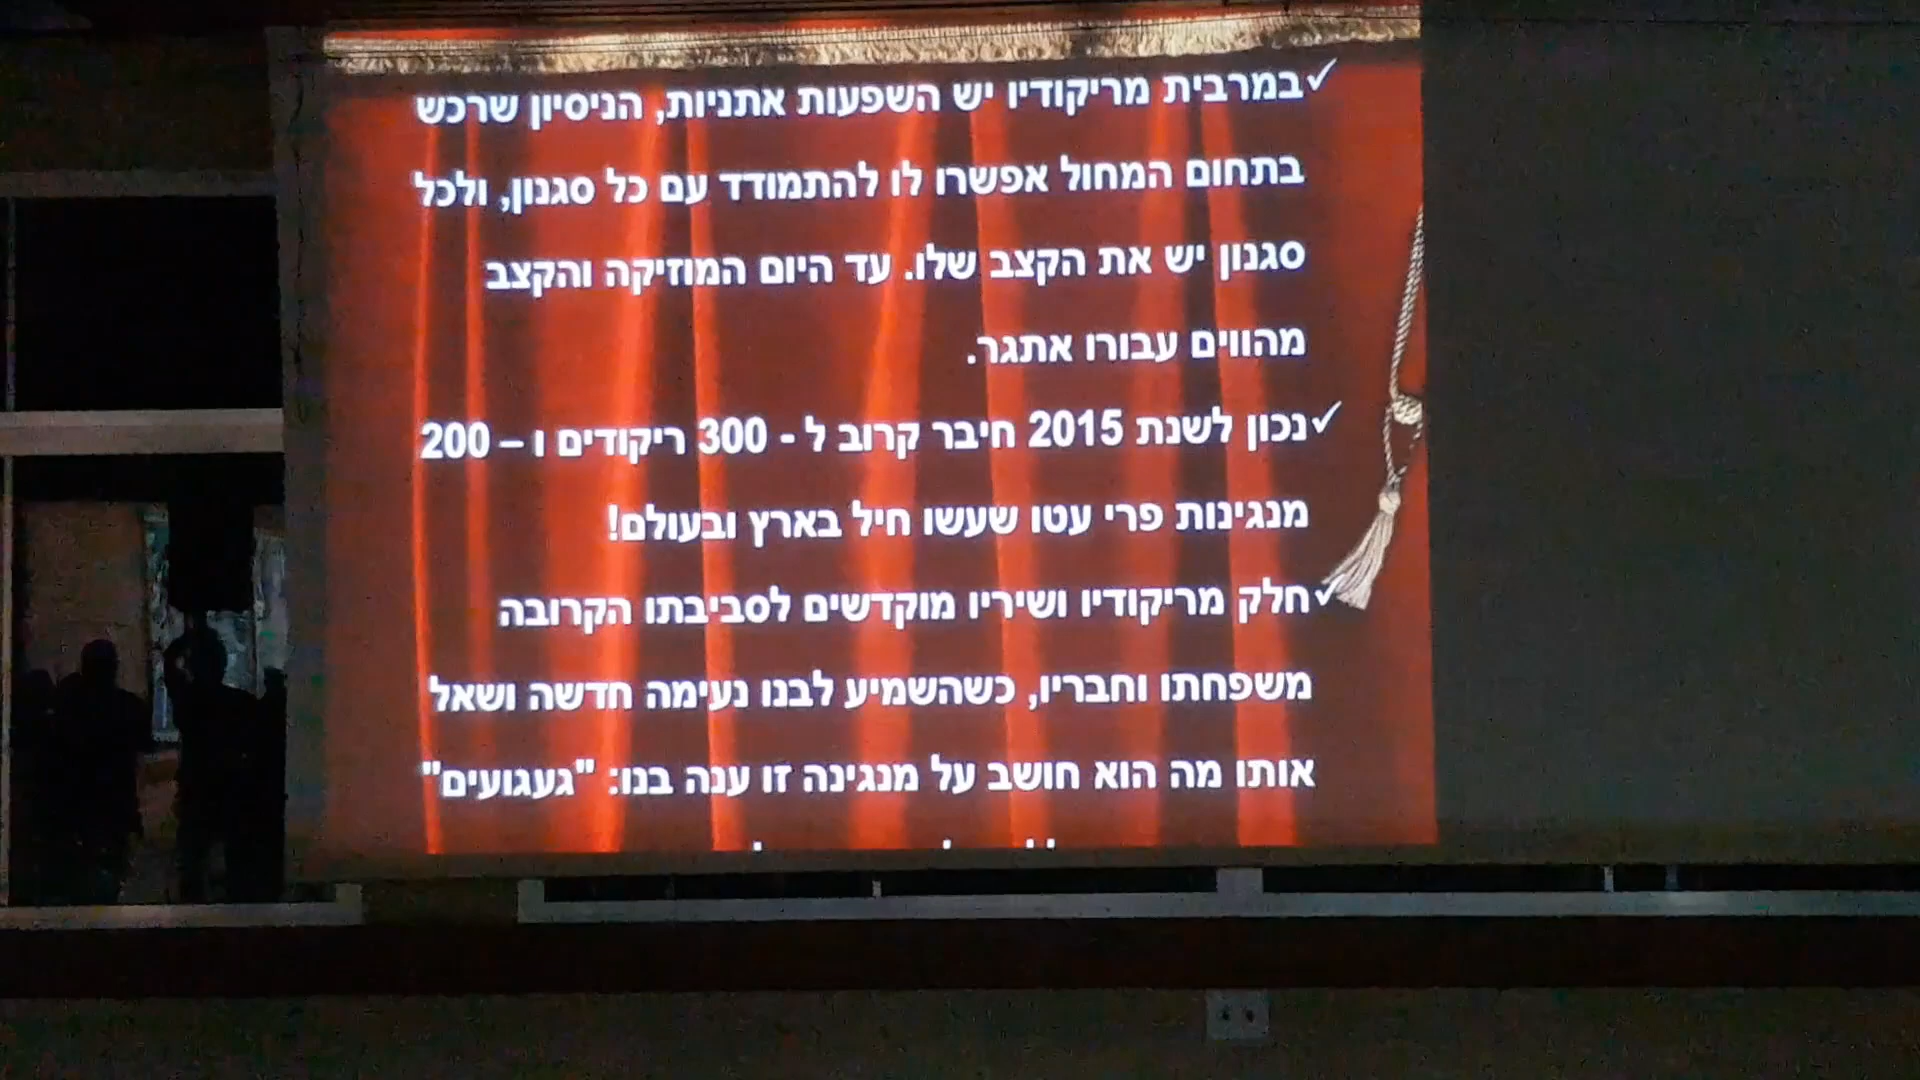 ✓במרבית מריקודיו יש השפעות אתניות, הניסיון שרכש
בתחום המחול אפשרו לו להתמודד עם כל סגנון, ולכל
סגנון יש את הקצב שלו. עד היום המוזיקה והקצב
מהווים עבורו אתגר.
✓נכון לשנת 2015 חיבר קרוב ל - 300 ריקודים ו – 200
מנגינות פרי עטו שעשו חיל בארץ ובעולם!
✓חלק מריקודיו ושיריו מוקדשים לסביבתו הקרובה
משפחתו וחבריו, כשהשמיע לבנו נעימה חדשה ושאל
אותו מה הוא חושב על מנגינה זו ענה בנו: "געגועים"